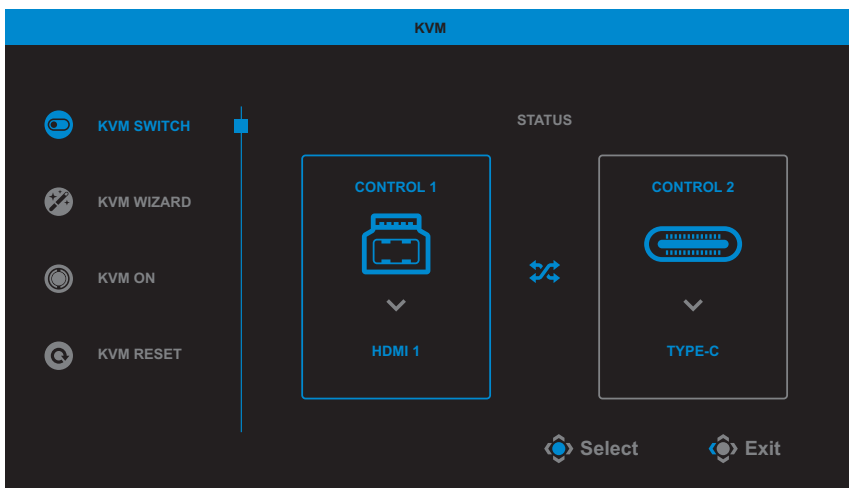 KVM
KVM SWITCH
KVM WIZARD
KVM ON
KVM RESET
STATUS
CONTROL 1
HDMI 1
CONTROL 2
TYPE-C
Select
Exit